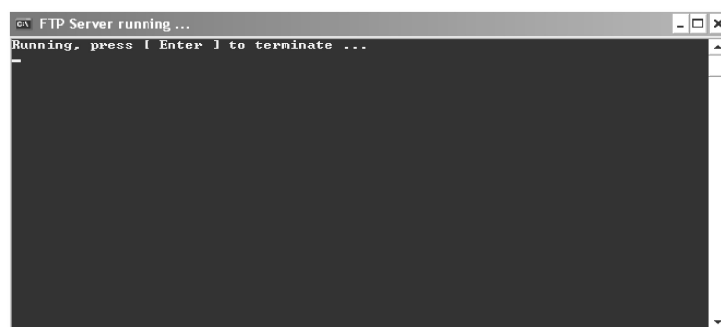 FTP Server running ...
Running, press [ Enter ] to terminate ...